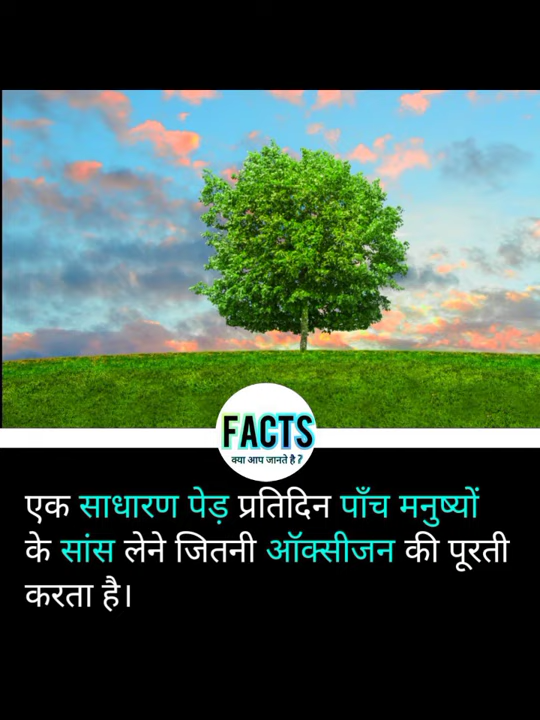 FACTS
क्या आप जानते है ?
एक साधारण पेड़ प्रतिदिन पाँच मनुष्यों
के सांस लेने जितनी ऑक्सीजन की पूरती
करता है।